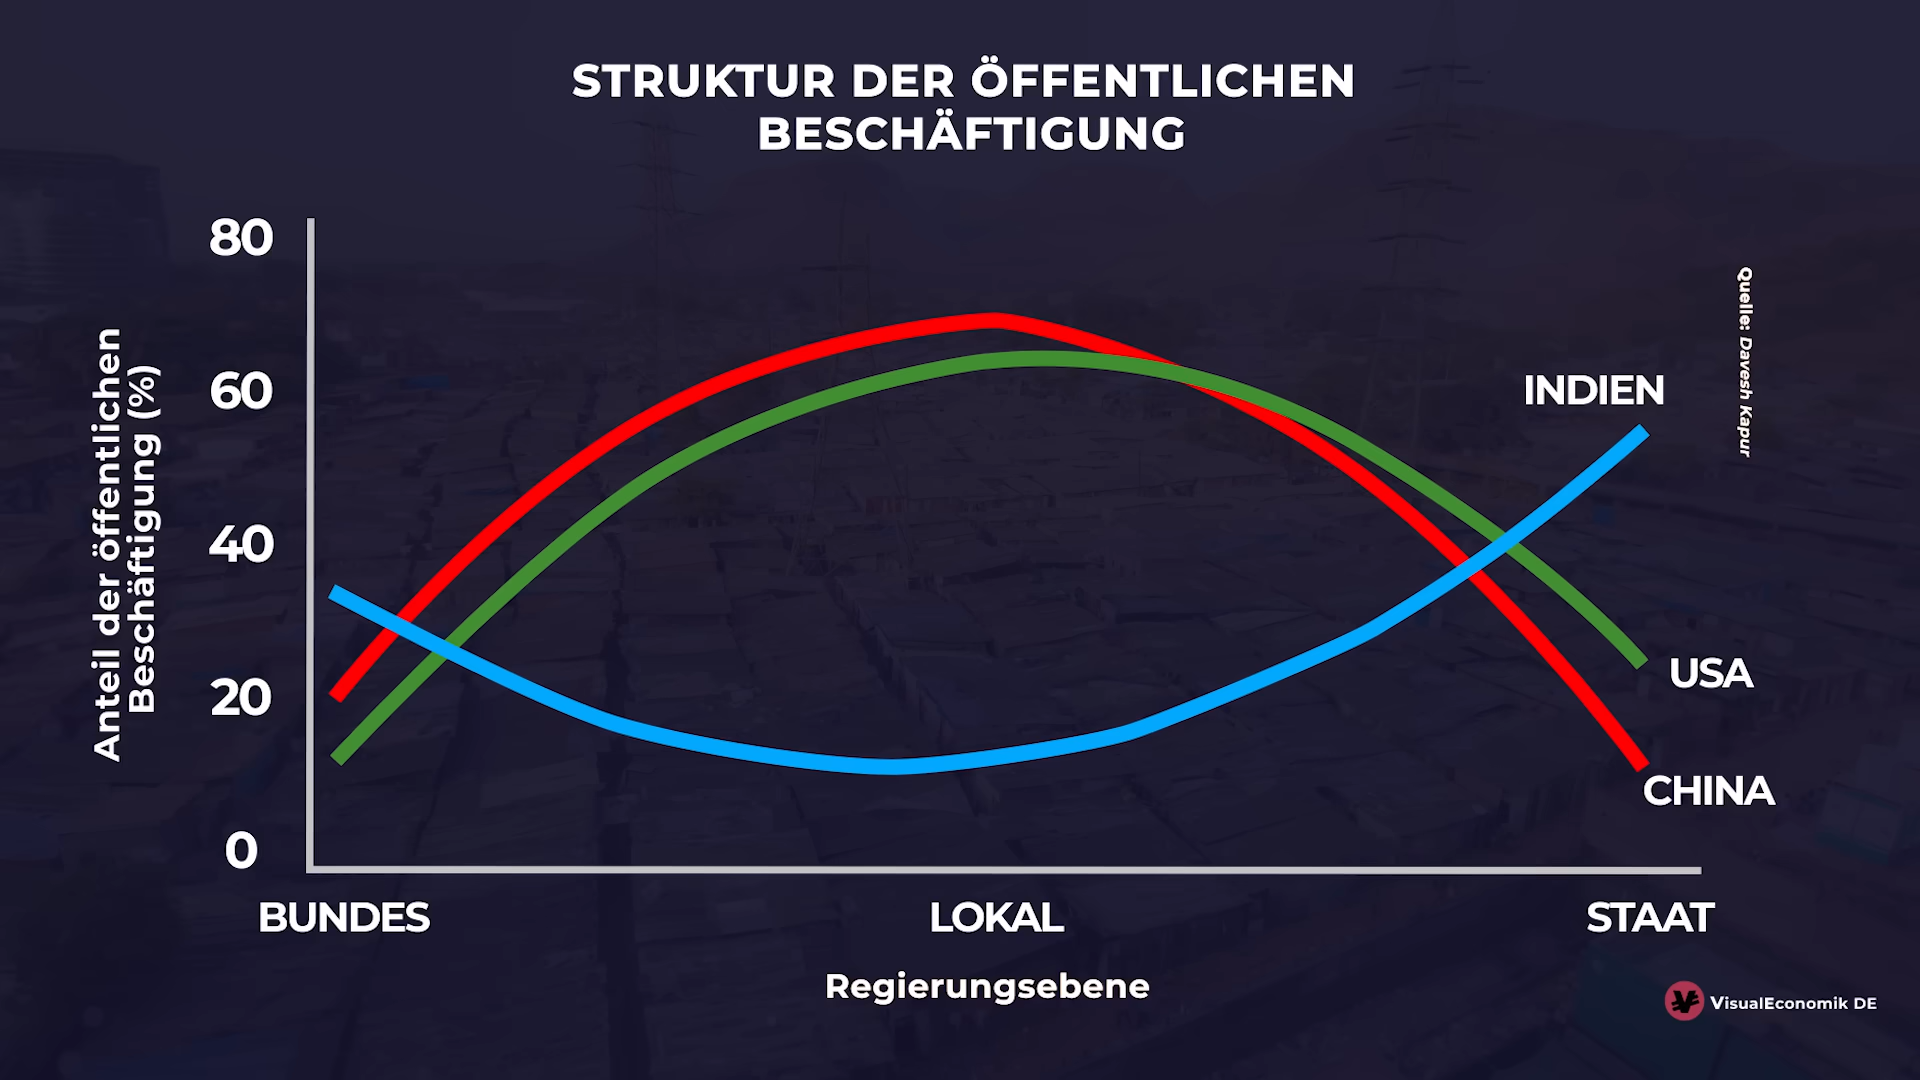 STRUKTUR DER ÖFFENTLICHEN
BESCHÄFTIGUNG
Anteil der öffentlichen
Beschäftigung (%)
80
60
40
20
0
INDIEN
USA
CHINA
Quelle: Davesh Kapur
BUNDES
LOKAL
STAAT
Regierungsebene
VisualEconomik DE